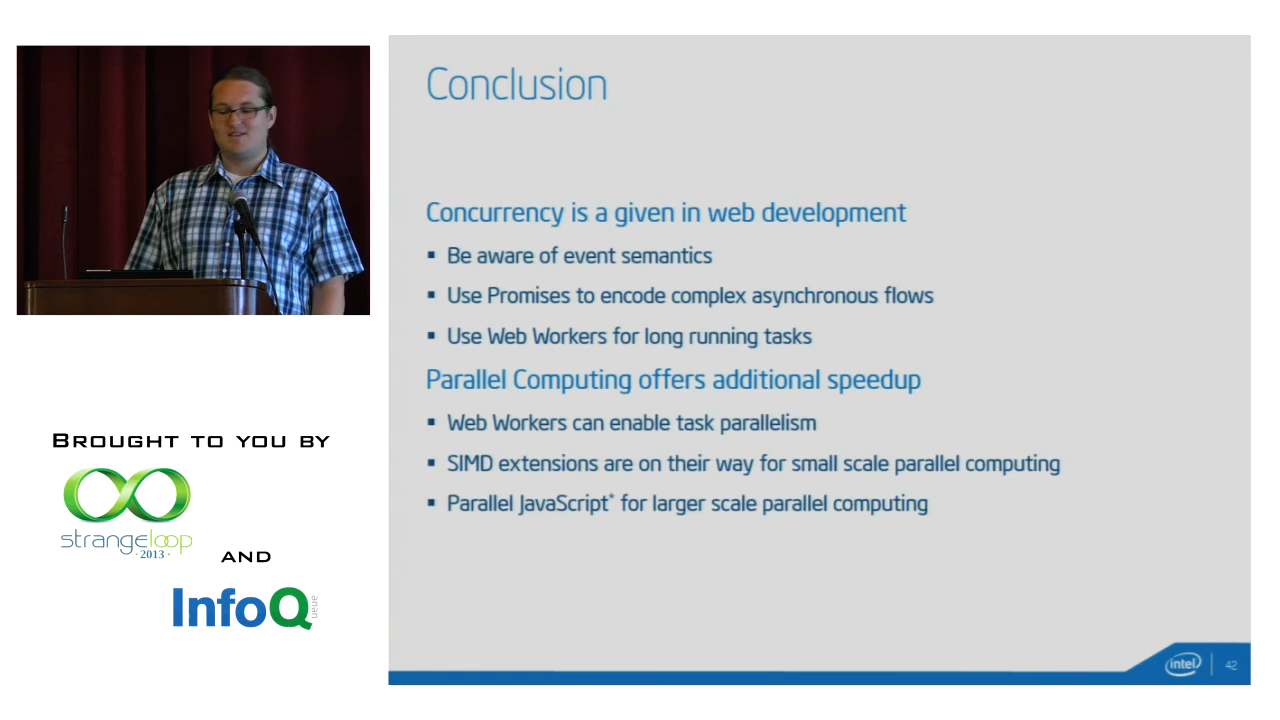 Conclusion
Concurrency is a given in web development
▪ Be aware of event semantics
▪ Use Promises to encode complex asynchronous flows
▪ Use Web Workers for long running tasks
Parallel Computing offers additional speedup
▪ Web Workers can enable task parallelism
▪ SIMD extensions are on their way for small scale parallel computing
▪ Parallel JavaScript* for larger scale parallel computing
intel
42
BROUGHT TO YOU BY
strangeloop
· 2013 ·
AND
InfoQ
ueue